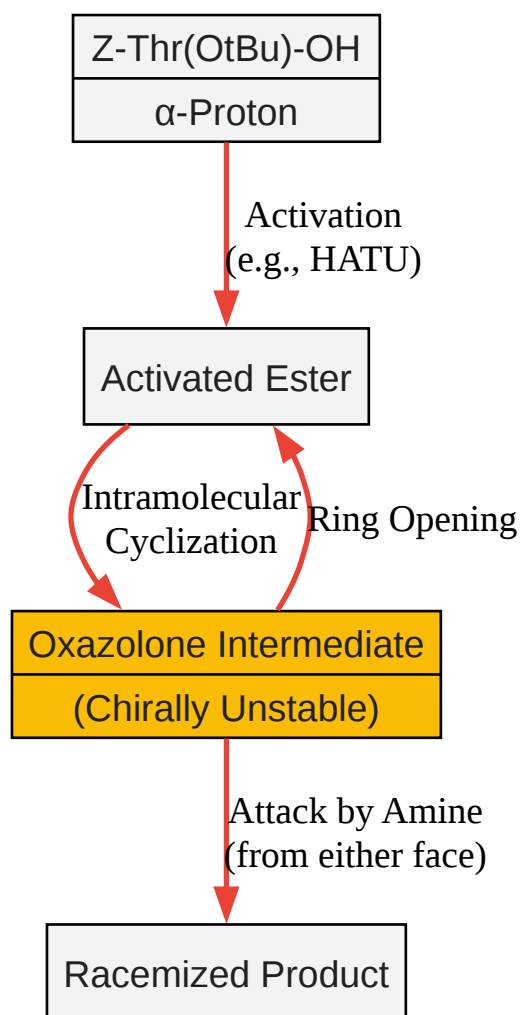 Z-Thr(OtBu)-OH
α-Proton
Activation
(e.g., HATU)
Activated Ester
Intramolecular
Cyclization
Ring Opening
Oxazolone Intermediate
(Chirally Unstable)
Attack by Amine
(from either face)
Racemized Product